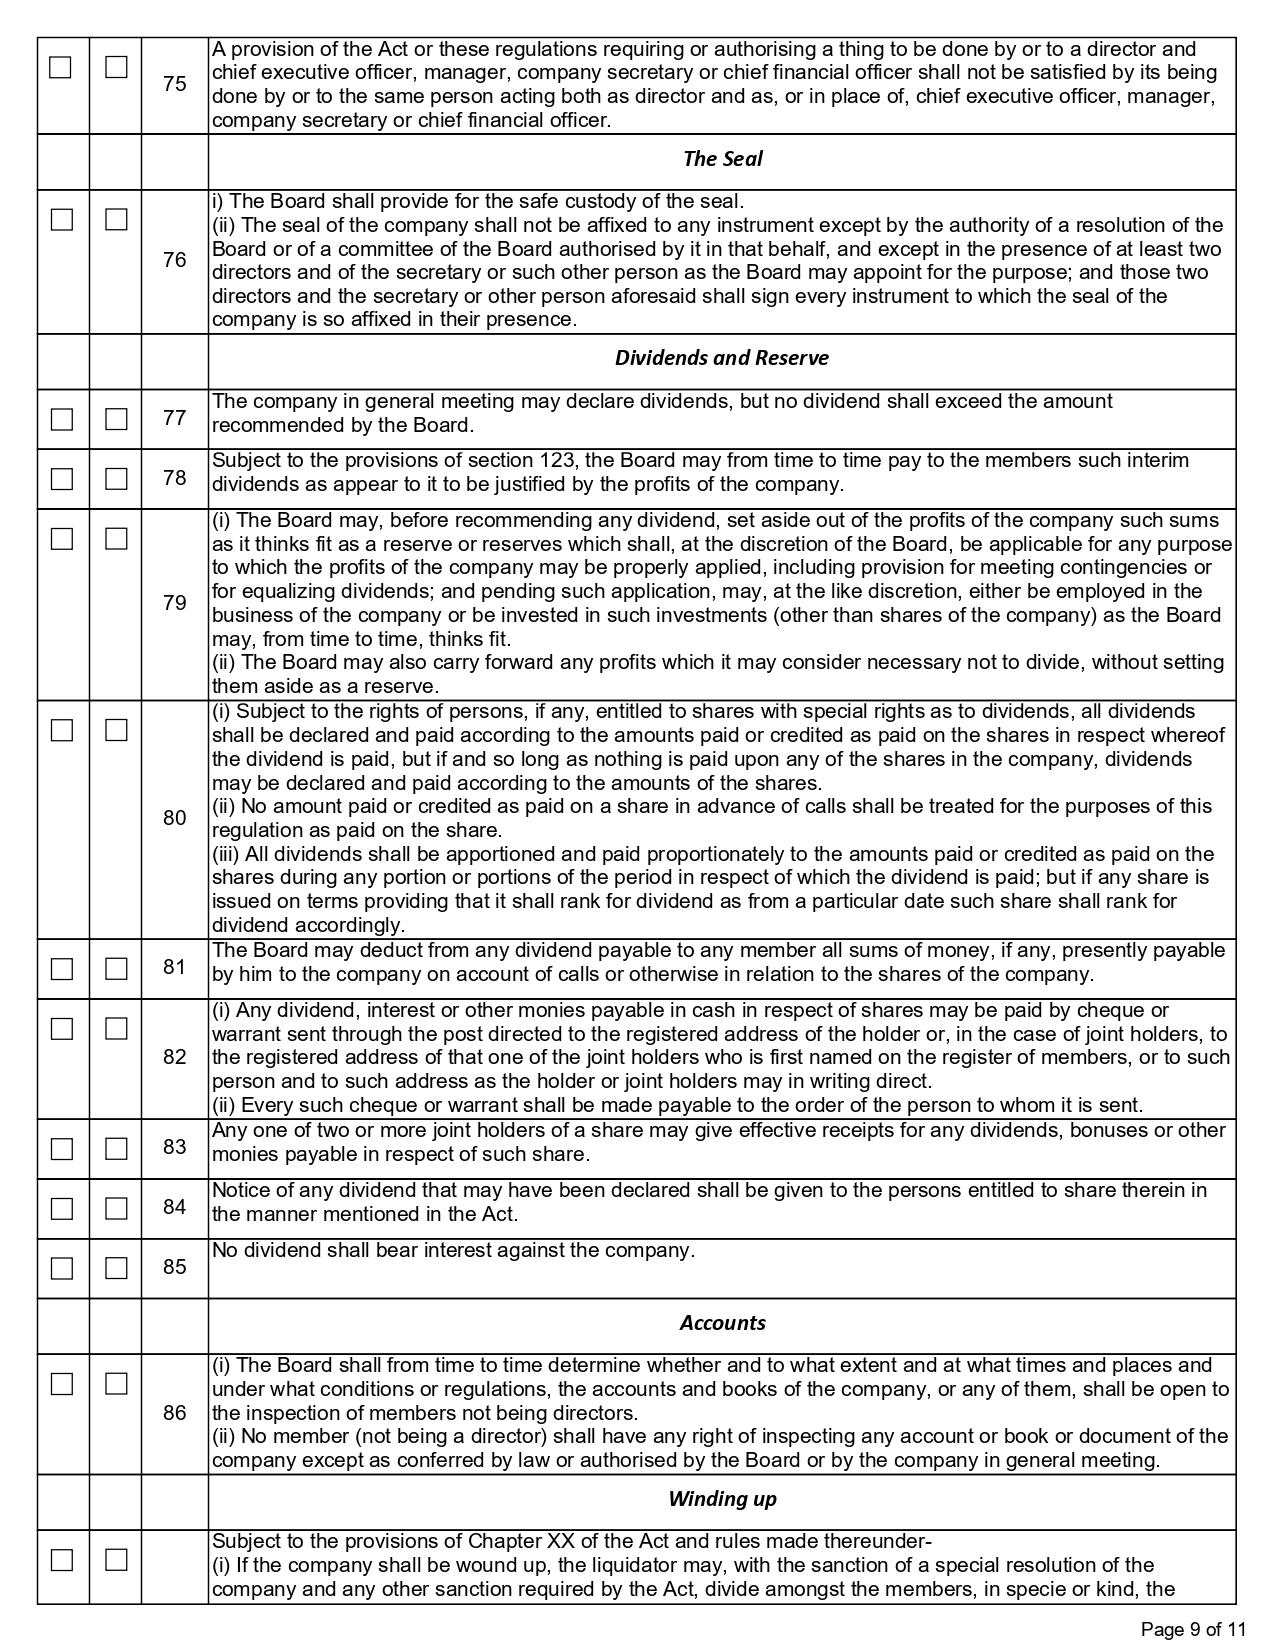 A provision of the Act or these regulations requiring or authorising a thing to be done by or to a director and
chief executive officer, manager, company secretary or chief financial officer shall not be satisfied by its being
75
done by or to the same person acting both as director and as, or in place of, chief executive officer, manager,
company secretary or chief financial officer.
The Seal
i) The Board shall provide for the safe custody of the seal.
(ii) The seal of the company shall not be affixed to any instrument except by the authority of a resolution of the
Board or of a committee of the Board authorised by it in that behalf, and except in the presence of at least two
76
directors and of the secretary or such other person as the Board may appoint for the purpose; and those two
directors and the secretary or other person aforesaid shall sign every instrument to which the seal of the
company is so affixed in their presence.
Dividends and Reserve
77
The company in general meeting may declare dividends, but no dividend shall exceed the amount
recommended by the Board.
78
Subject to the provisions of section 123, the Board may from time to time pay to the members such interim
dividends as appear to it to be justified by the profits of the company.
(i) The Board may, before recommending any dividend, set aside out of the profits of the company such sums
as it thinks fit as a reserve or reserves which shall, at the discretion of the Board, be applicable for any purpose
to which the profits of the company may be properly applied, including provision for meeting contingencies or
for equalizing dividends; and pending such application, may, at the like discretion, either be employed in the
79
business of the company or be invested in such investments (other than shares of the company) as the Board
may, from time to time, thinks fit.
(ii) The Board may also carry forward any profits which it may consider necessary not to divide, without setting
them aside as a reserve.
(i) Subject to the rights of persons, if any, entitled to shares with special rights as to dividends, all dividends
shall be declared and paid according to the amounts paid or credited as paid on the shares in respect whereof
the dividend is paid, but if and so long as nothing is paid upon any of the shares in the company, dividends
may be declared and paid according to the amounts of the shares.
(ii) No amount paid or credited as paid on a share in advance of calls shall be treated for the purposes of this
80
regulation as paid on the share.
(iii) All dividends shall be apportioned and paid proportionately to the amounts paid or credited as paid on the
shares during any portion or portions of the period in respect of which the dividend is paid; but if any share is
issued on terms providing that it shall rank for dividend as from a particular date such share shall rank for
dividend accordingly.
81
The Board may deduct from any dividend payable to any member all sums of money, if any, presently payable
by him to the company on account of calls or otherwise in relation to the shares of the company.
(i) Any dividend, interest or other monies payable in cash in respect of shares may be paid by cheque or
warrant sent through the post directed to the registered address of the holder or, in the case of joint holders, to
82
the registered address of that one of the joint holders who is first named on the register of members, or to such
person and to such address as the holder or joint holders may in writing direct.
(ii) Every such cheque or warrant shall be made payable to the order of the person to whom it is sent.
83
Any one of two or more joint holders of a share may give effective receipts for any dividends, bonuses or other
monies payable in respect of such share.
84
Notice of any dividend that may have been declared shall be given to the persons entitled to share therein in
the manner mentioned in the Act.
85
No dividend shall bear interest against the company.
Accounts
(i) The Board shall from time to time determine whether and to what extent and at what times and places and
under what conditions or regulations, the accounts and books of the company, or any of them, shall be open to
86
the inspection of members not being directors.
(ii) No member (not being a director) shall have any right of inspecting any account or book or document of the
company except as conferred by law or authorised by the Board or by the company in general meeting.
Winding up
Subject to the provisions of Chapter XX of the Act and rules made thereunder-
(i) If the company shall be wound up, the liquidator may, with the sanction of a special resolution of the
company and any other sanction required by the Act, divide amongst the members, in specie or kind, the
Page 9 of 11